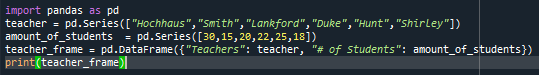 import pandas as pd
teacher = pd.Series(["Hochhaus","Smith","Lankford","Duke","Hunt","Shirley"])
amount_of_students  = pd.Series([30,15,20,22,25,18])
teacher_frame = pd.DataFrame({"Teachers": teacher, "# of Students": amount_of_students})
print(teacher_frame)